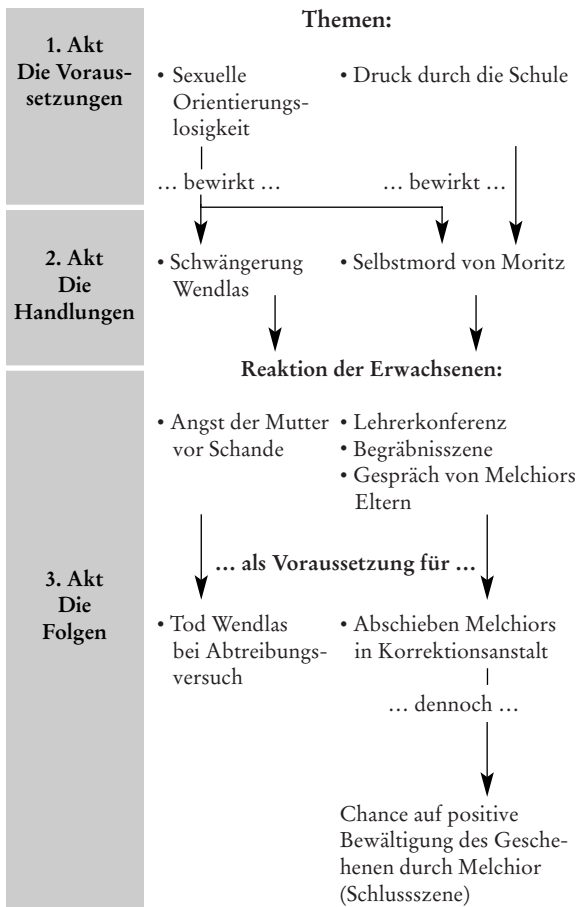 Themen:
1. Akt
Die Voraus-
setzungen
• Sexuelle
Orientierungs-
losigkeit
• Druck durch die Schule
... bewirkt ...
... bewirkt ...
2. Akt
Die
Handlungen
• Schwängerung
Wendlas
• Selbstmord von Moritz
Reaktion der Erwachsenen:
3. Akt
Die
Folgen
• Angst der Mutter
vor Schande
• Lehrerkonferenz
• Begräbnisszene
• Gespräch von Melchiors
Eltern
... als Voraussetzung für ...
• Tod Wendlas
bei Abtreibungs-
versuch
• Abschieben Melchiors
in Korrektionsanstalt
... dennoch ...
Chance auf positive
Bewältigung des Gesche-
henen durch Melchior
(Schlussszene)